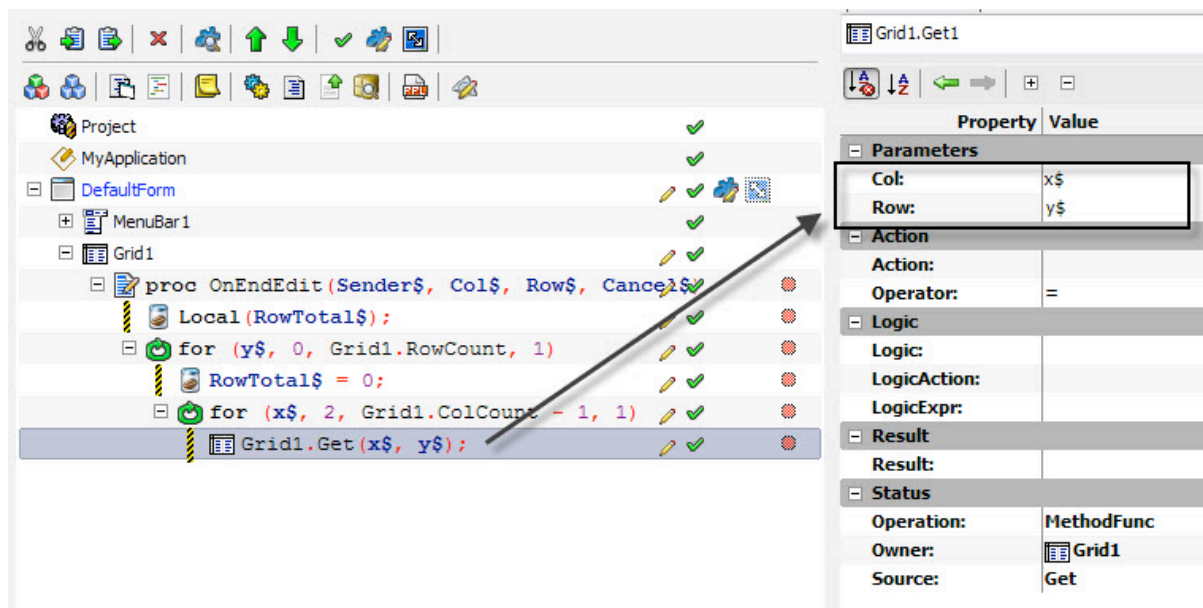 Grid1.Get1
Property Value
Project
Parameters
MyApplication
Col: x$
DefaultForm
Row: y$
MenuBar1
Action
Grid1
Action:
proc OnEndEdit(Sender$, Col$, Row$, Cancel$)
Operator: =
Local(RowTotal$);
Logic
for (y$, 0, Grid1.RowCount, 1)
Logic:
RowTotal$ = 0;
LogicAction:
for (x$, 2, Grid1.ColCount - 1, 1)
LogicExpr:
Grid1.Get(x$, y$);
Result
Result:
Status
Operation: MethodFunc
Owner: Grid1
Source: Get